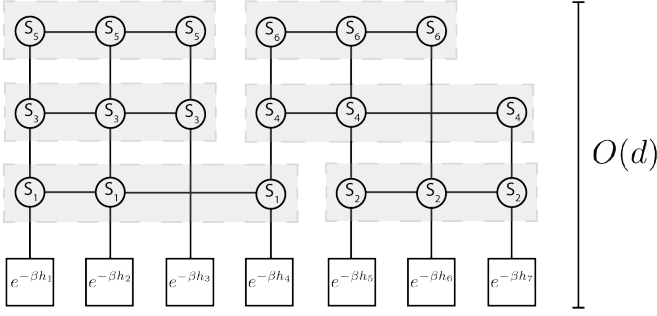 S₅ S₅ S₅ S₆ S₆ S₆
S₃ S₃ S₃ S₄ S₄ S₄
O(d)
S₁ S₁ S₁ S₂ S₂ S₂
e^{-βh₁} e^{-βh₂} e^{-βh₃} e^{-βh₄} e^{-βh₅} e^{-βh₆} e^{-βh₇}